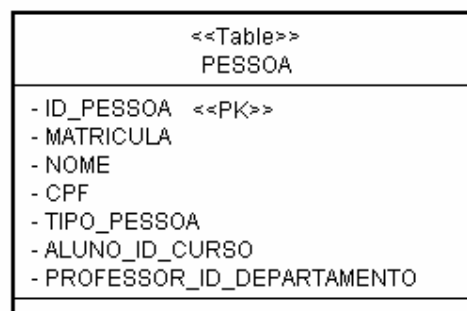 <<Table>>
PESSOA
- ID_PESSOA <<PK>>
- MATRICULA
- NOME
- CPF
- TIPO_PESSOA
- ALUNO_ID_CURSO
- PROFESSOR_ID_DEPARTAMENTO